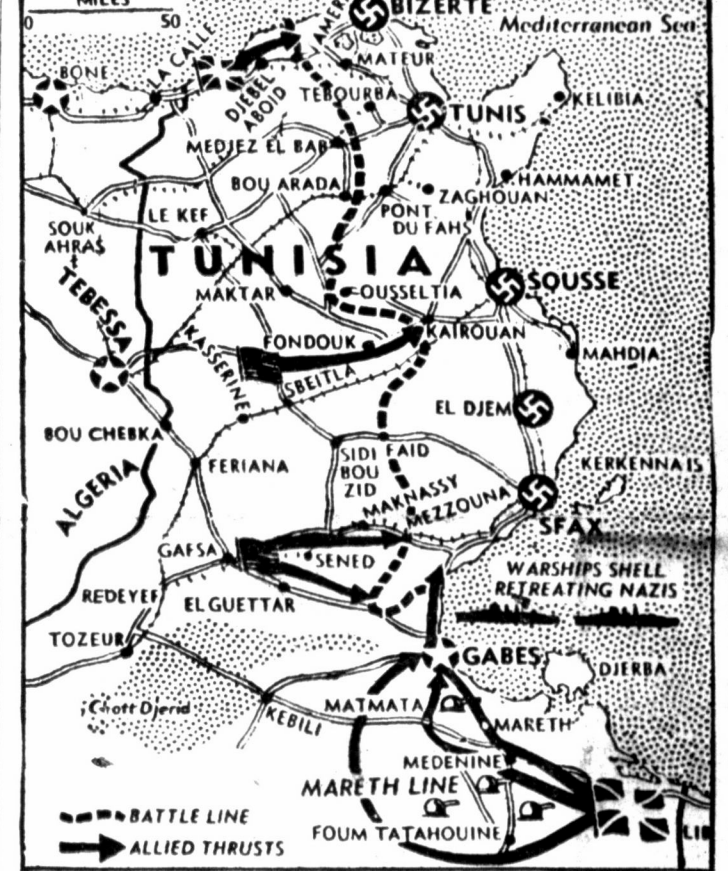 MILES
0 50
BIZERTE
Mediterranean Sea
LA CALLE
BONE
MATEUR
DJEBEL
ABOID
TEBOURBA
TUNIS
KELIBIA
MEDJEZ EL BAB
BOU ARADA
HAMMAMET
ZAGHOUAN
PONT
DU FAHS
LE KEF
SOUK
AHRAS
TUNISIA
TEBESSA
MAKTAR
OUSSELTIA
SOUSSE
KAIROUAN
FONDOUK
KASSERINE
SBEITLA
MAHDIA
EL DJEM
BOU CHEBKA
SIDI
BOU
ZID
FAID
FERIANA
KERKENNA IS
ALGERIA
MAKNASSY
MEZZOUNA
SFAX
GAFSA
SENED
WARSHIPS SHELL
RETREATING NAZIS
REDEYEF
EL GUETTAR
TOZEUR
GABES
DJERBA
Chott Djerid
KEBILI
MATMATA
MARETH
MEDENINE
MARETH LINE
BATTLE LINE
FOUM TATAHOUINE
ALLIED THRUSTS